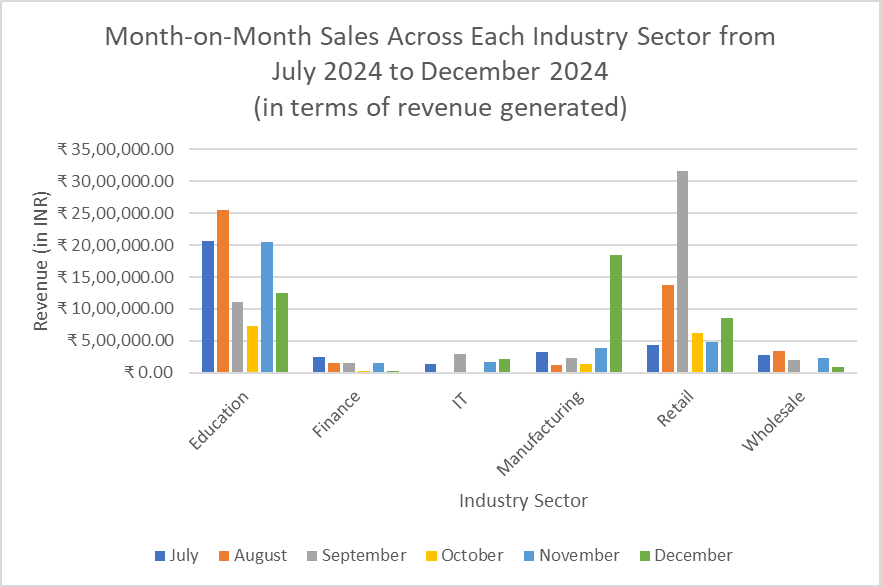 Month-on-Month Sales Across Each Industry Sector from
July 2024 to December 2024
(in terms of revenue generated)
₹ 35,00,000.00
₹ 30,00,000.00
₹ 25,00,000.00
₹ 20,00,000.00
₹ 15,00,000.00
₹ 10,00,000.00
₹ 5,00,000.00
₹ 0.00
Revenue (in INR)
Education
Finance
IT
Manufacturing
Retail
Wholesale
Industry Sector
July August September October November December